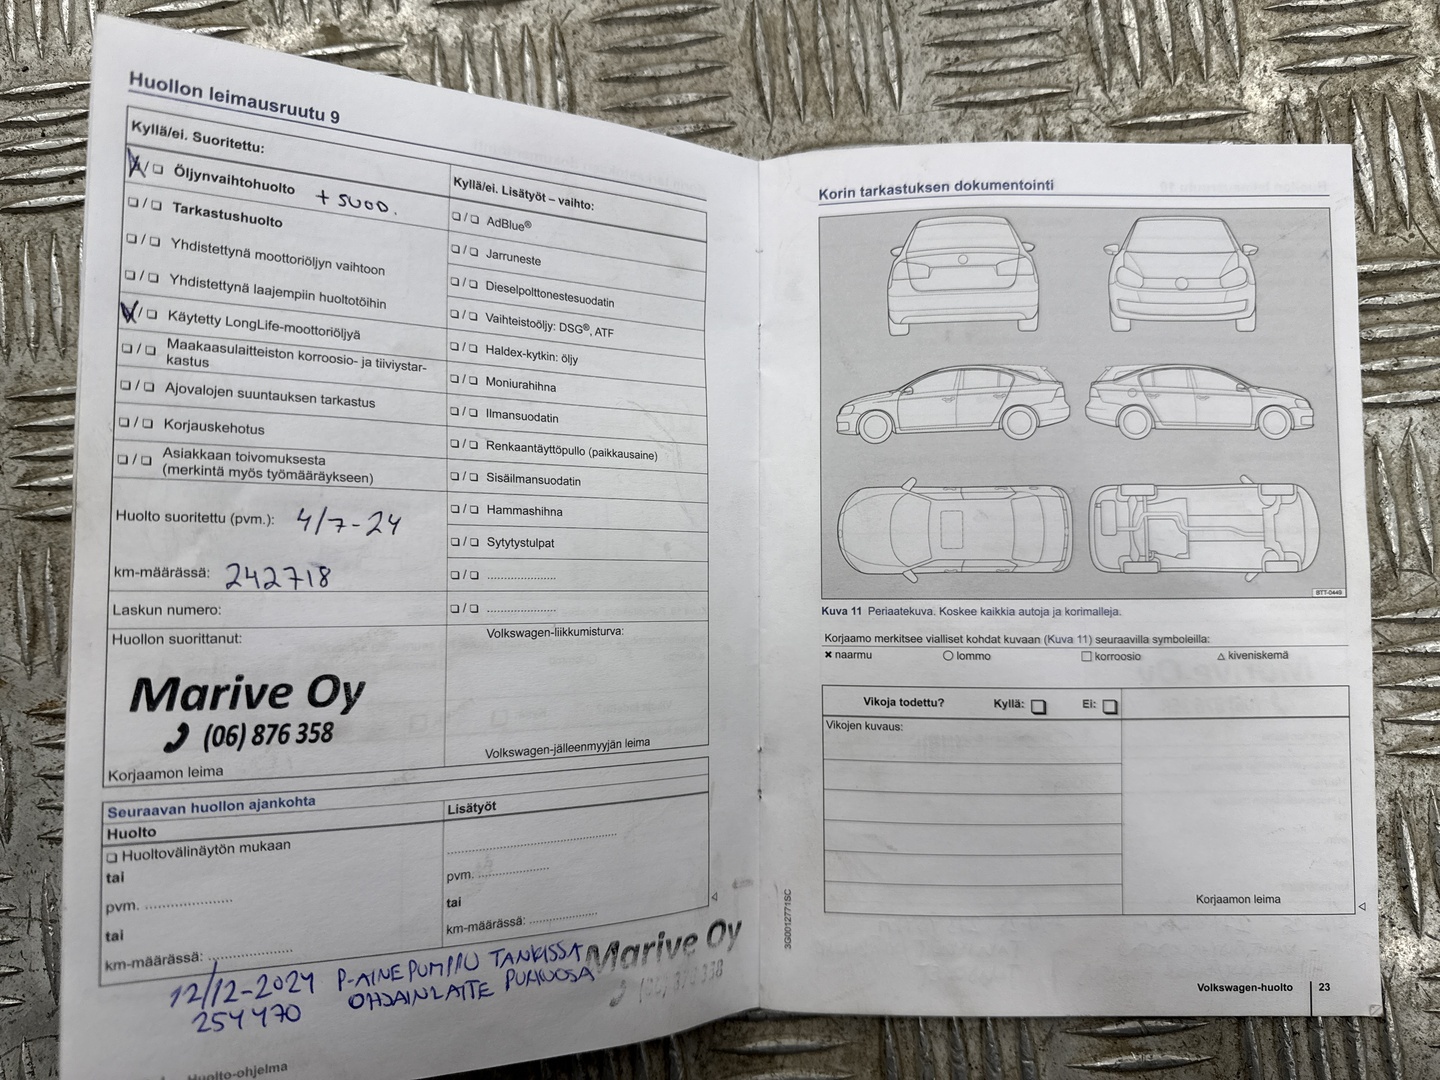 Huollon leimausruutu 9
Kyllä/ei. Suoritettu:
X/❏ Öljynvaihtohuolto + SUOD.
❏/❏ Tarkastushuolto
❏/❏ Yhdistettynä moottoriöljyn vaihtoon
❏/❏ Yhdistettynä laajempiin huoltotöihin
X/❏ Käytetty LongLife-moottoriöljyä
❏/❏ Maakaasulaitteiston korroosio- ja tiiviystar-
kastus
❏/❏ Ajovalojen suuntauksen tarkastus
❏/❏ Korjauskehotus
❏/❏ Asiakkaan toivomuksesta
(merkintä myös työmääräykseen)
Huolto suoritettu (pvm.): 4/7-24
km-määrässä: 242718
Laskun numero:
Huollon suorittanut:
Marive Oy
(06) 876 358
Korjaamon leima
Kyllä/ei. Lisätyöt – vaihto:
❏/❏ AdBlue®
❏/❏ Jarruneste
❏/❏ Dieselpolttonestesuodatin
❏/❏ Vaihteistoöljy: DSG®, ATF
❏/❏ Haldex-kytkin: öljy
❏/❏ Moniurahihna
❏/❏ Ilmansuodatin
❏/❏ Renkaantäyttöpullo (paikkausaine)
❏/❏ Sisäilmansuodatin
❏/❏ Hammashihna
❏/❏ Sytytystulpat
❏/❏ ....................
❏/❏ ....................
Volkswagen-liikkumisturva:
Volkswagen-jälleenmyyjän leima
Seuraavan huollon ajankohta
Huolto
❏ Huoltovälinäytön mukaan
tai
pvm. ....................
tai
km-määrässä: ....................
Lisätyöt
....................
pvm. ....................
tai
km-määrässä: ....................
12/12-2024 P-AINEPUMPPU TANKISSA
254470 OHJAINLAITE PUHUOSA
Marive Oy
Huolto-ohjelma
Korin tarkastuksen dokumentointi
BTT-0449
Kuva 11 Periaatekuva. Koskee kaikkia autoja ja korimalleja.
Korjaamo merkitsee vialliset kohdat kuvaan (Kuva 11) seuraavilla symboleilla:
✖ naarmu ○ lommo □ korroosio △ kiveniskemä
Vikoja todettu? Kyllä: ❏ Ei: ❏
Vikojen kuvaus:
Korjaamon leima
3G0012771SC
Volkswagen-huolto 23